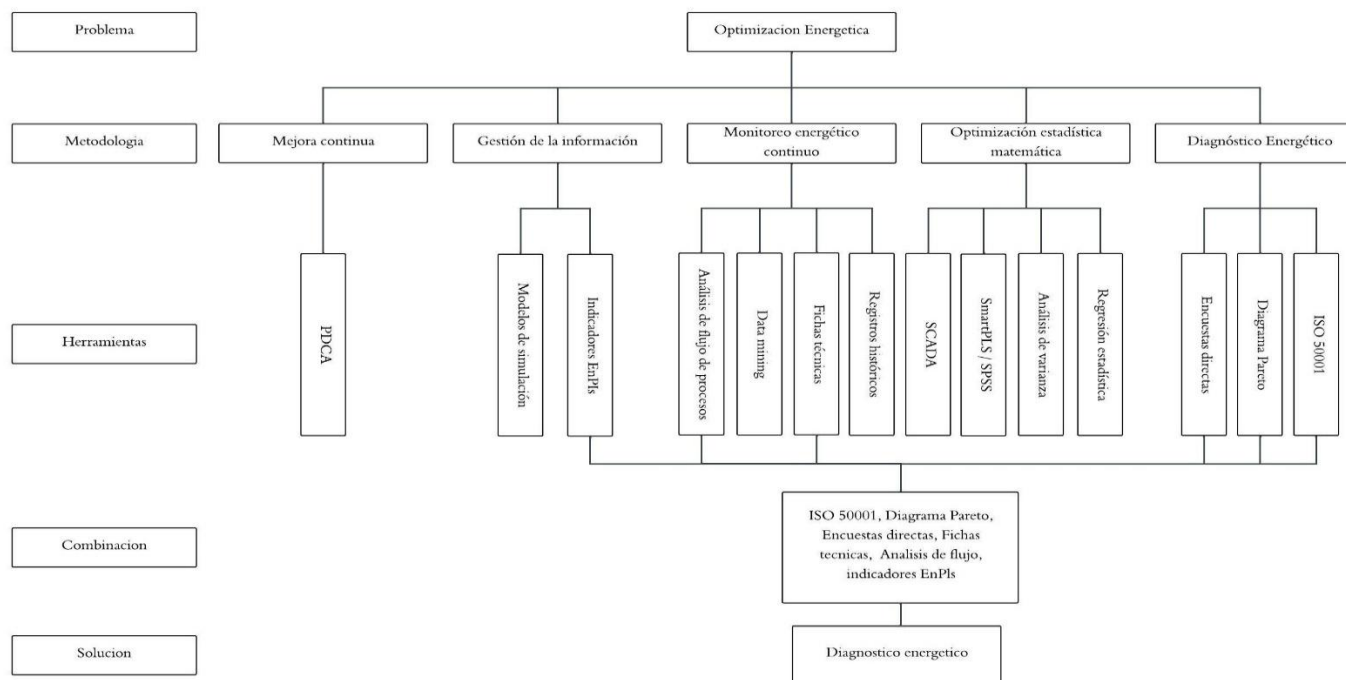 Problema
Optimizacion Energetica
Metodologia
Mejora continua
Gestión de la información
Monitoreo energético
continuo
Optimización estadística
matemática
Diagnóstico Energético
Herramientas
PDCA
Modelos de simulación
Indicadores EnPIs
Análisis de flujo de procesos
Data mining
Fichas técnicas
Registros históricos
SCADA
SmartPLS / SPSS
Análisis de varianza
Regresión estadística
Encuestas directas
Diagrama Pareto
ISO 50001
Combinacion
ISO 50001, Diagrama Pareto,
Encuestas directas, Fichas
tecnicas, Analisis de flujo,
indicadores EnPls
Solucion
Diagnostico energetico